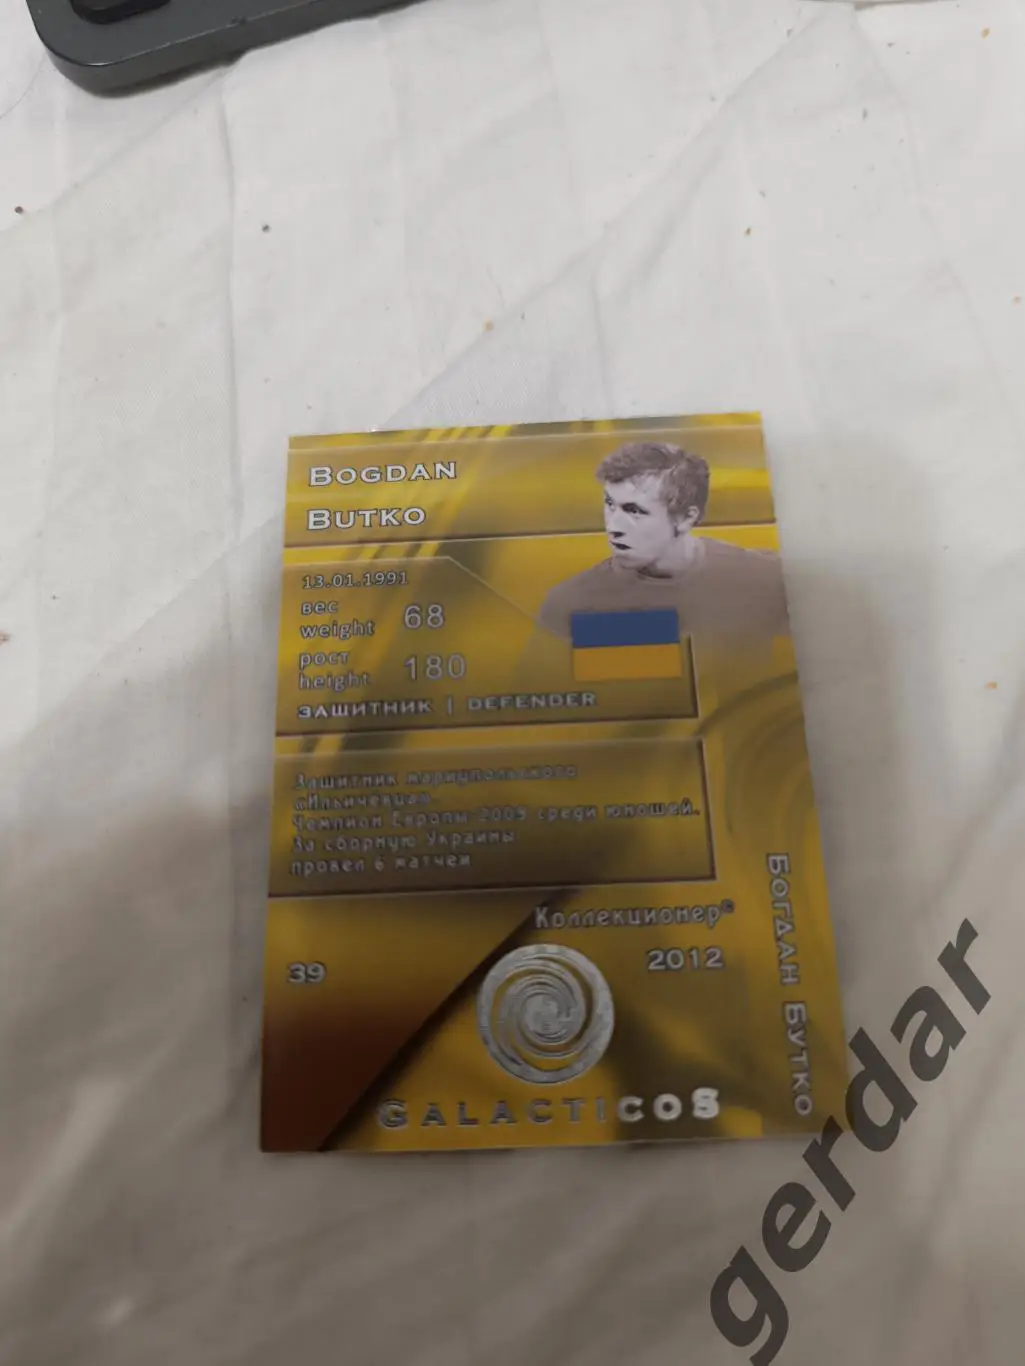 Bogdan
Butko
13.01.1991
вес
weight 68
рост
height 180
защитник | defender
Защитник мариупольского
«Ильичевца».
Чемпион Европы-2009 среди юношей.
За сборную Украины
провел 6 матчей
Коллекционер®
39
2012
Galacticos
Богдан Бутко
gerdar